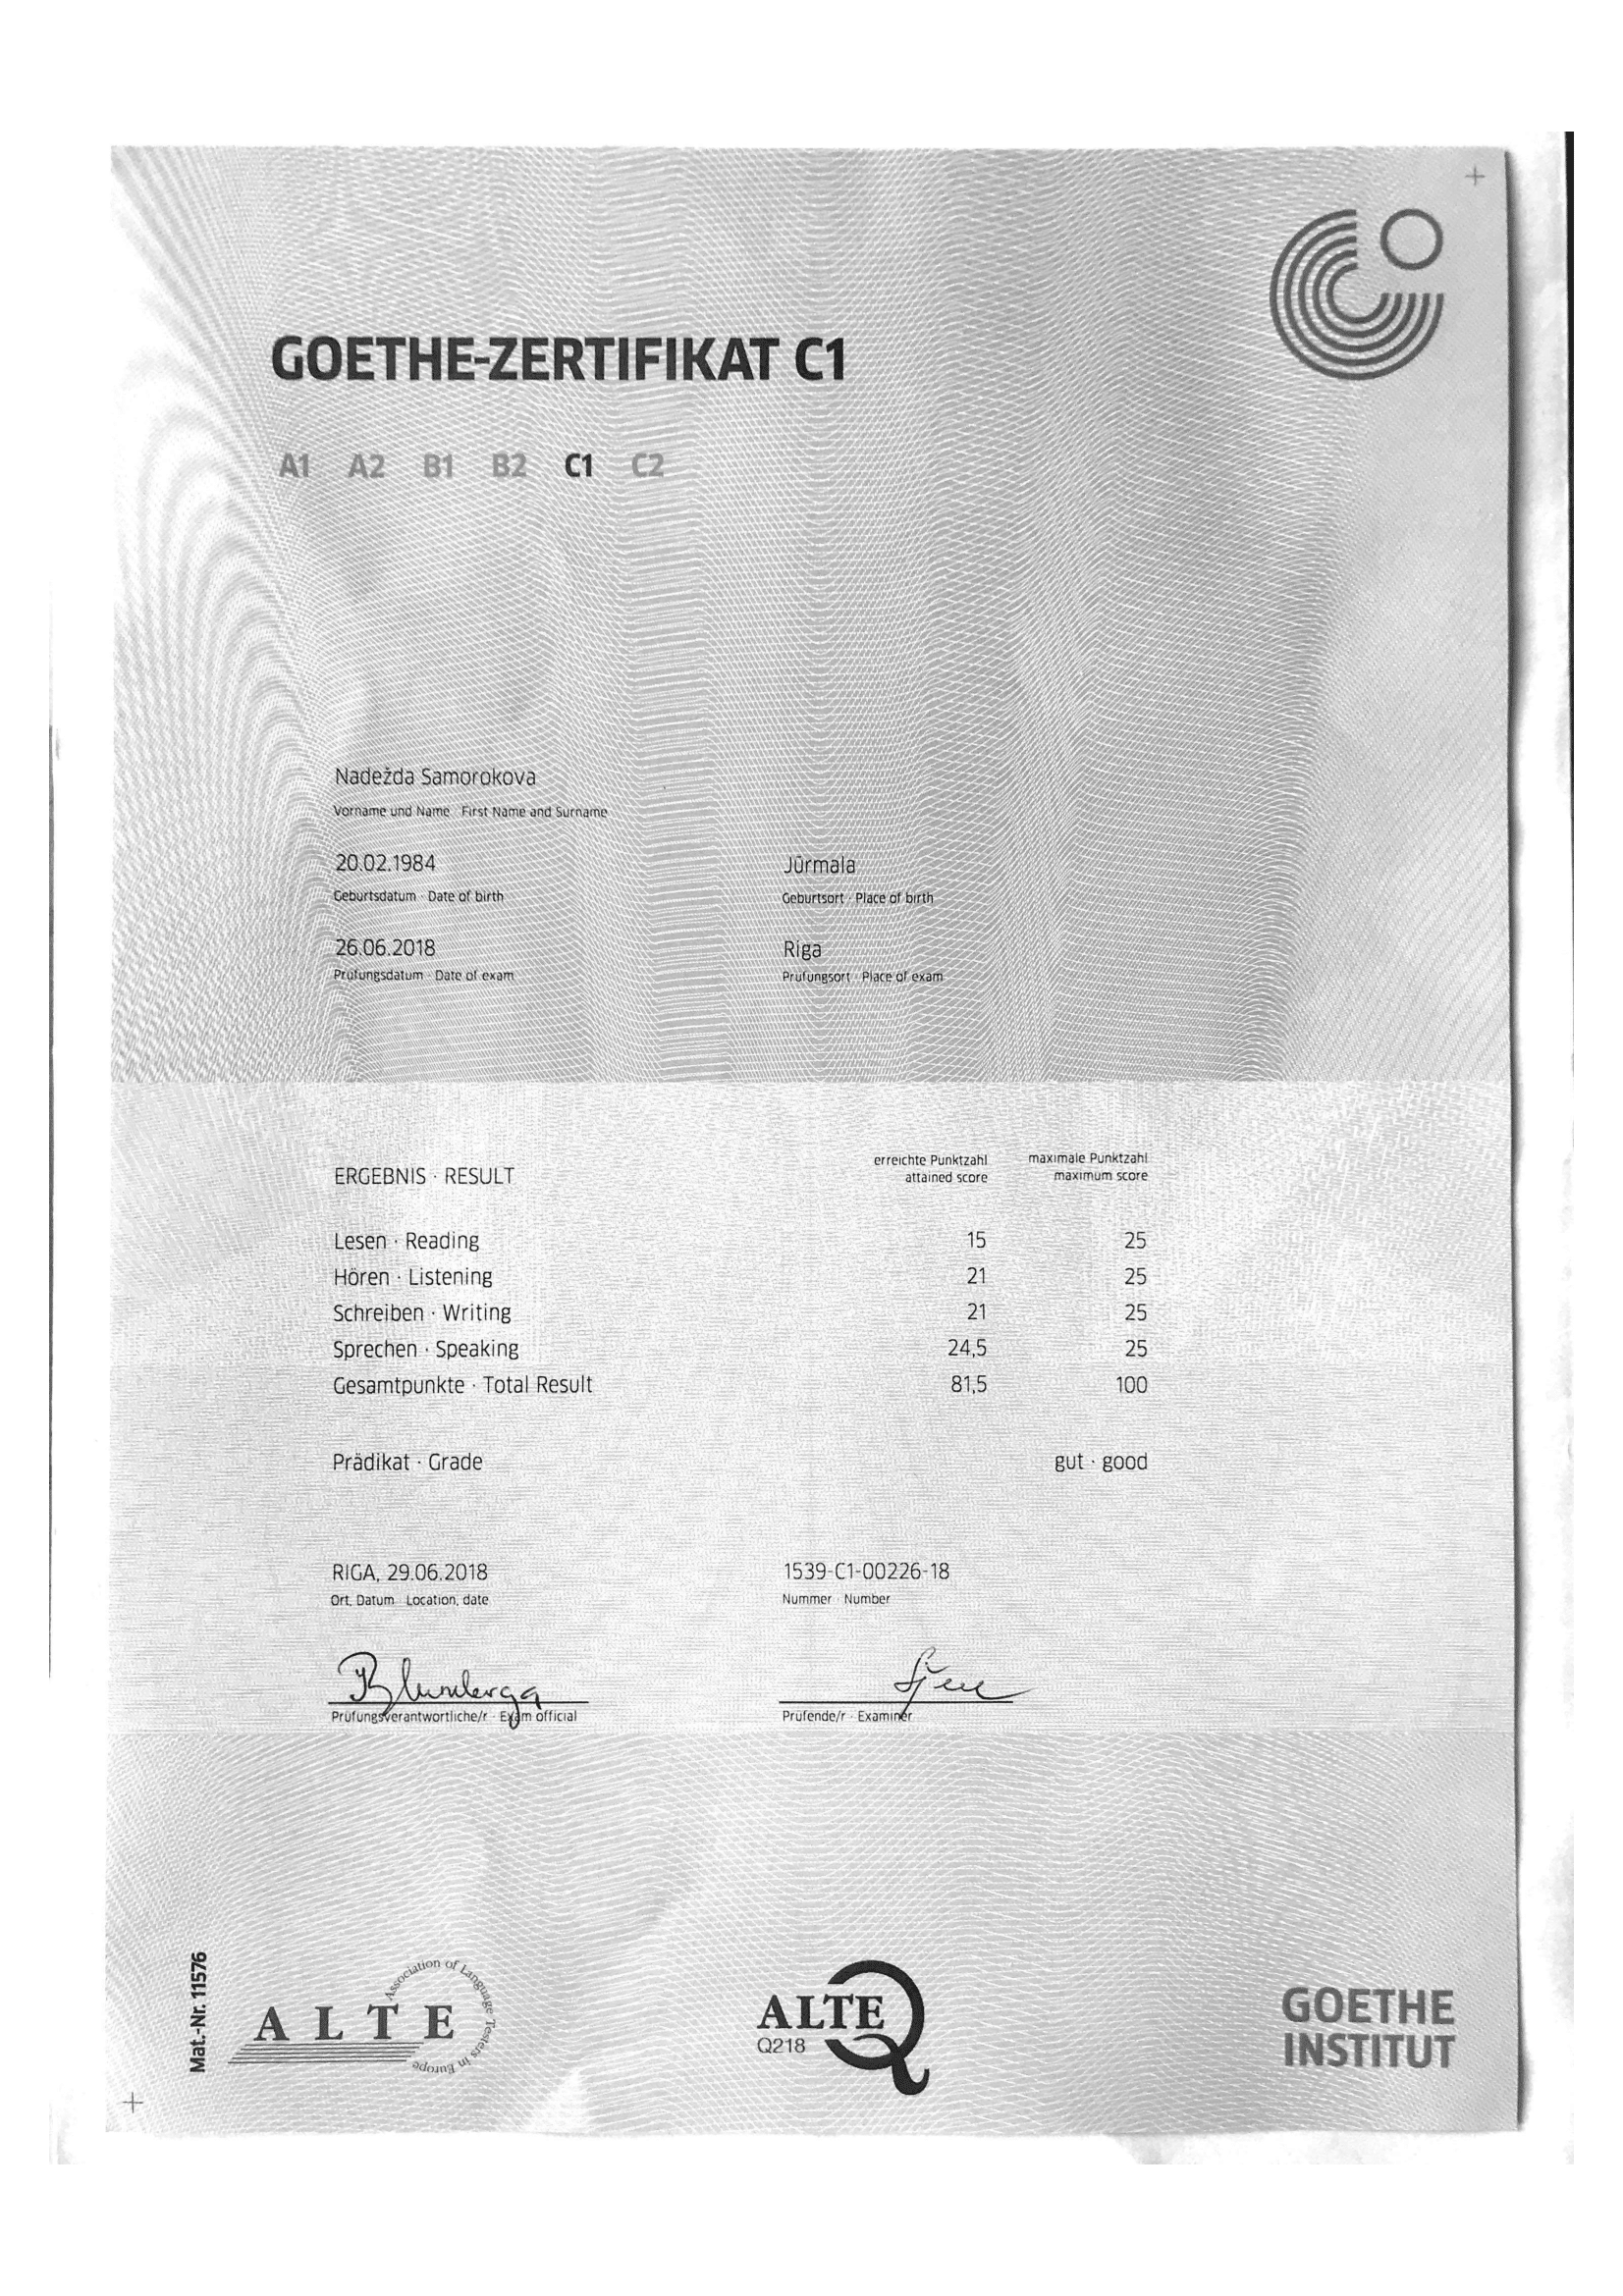 GOETHE-ZERTIFIKAT C1
A1 A2 B1 B2 C1 C2
Nadežda Samorokova
Vorname und Name · First Name and Surname
20.02.1984 Jūrmala
Geburtsdatum · Date of birth Geburtsort · Place of birth
26.06.2018 Riga
Prüfungsdatum · Date of exam Prüfungsort · Place of exam
erreichte Punktzahl maximale Punktzahl
ERGEBNIS · RESULT attained score maximum score
Lesen · Reading 15 25
Hören · Listening 21 25
Schreiben · Writing 21 25
Sprechen · Speaking 24,5 25
Gesamtpunkte · Total Result 81,5 100
Prädikat · Grade gut · good
RIGA, 29.06.2018 1539-C1-00226-18
Ort, Datum · Location, date Nummer · Number
Prüfungsverantwortliche/r · Exam official Prüfende/r · Examiner
Mat.-Nr. 11576
ALTE
Association of Language Testers in Europe
ALTE
Q218
GOETHE
INSTITUT